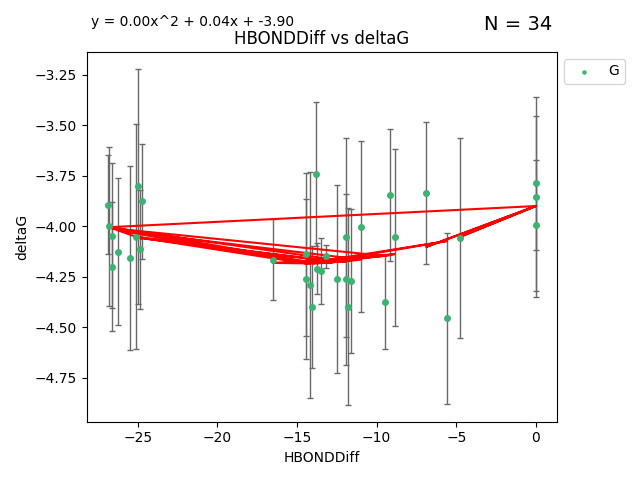 y = 0.00x^2 + 0.04x + -3.90
N = 34
HBONDDiff vs deltaG
G
deltaG
−3.25
−3.50
−3.75
−4.00
−4.25
−4.50
−4.75
−25
−20
−15
−10
−5
0
HBONDDiff